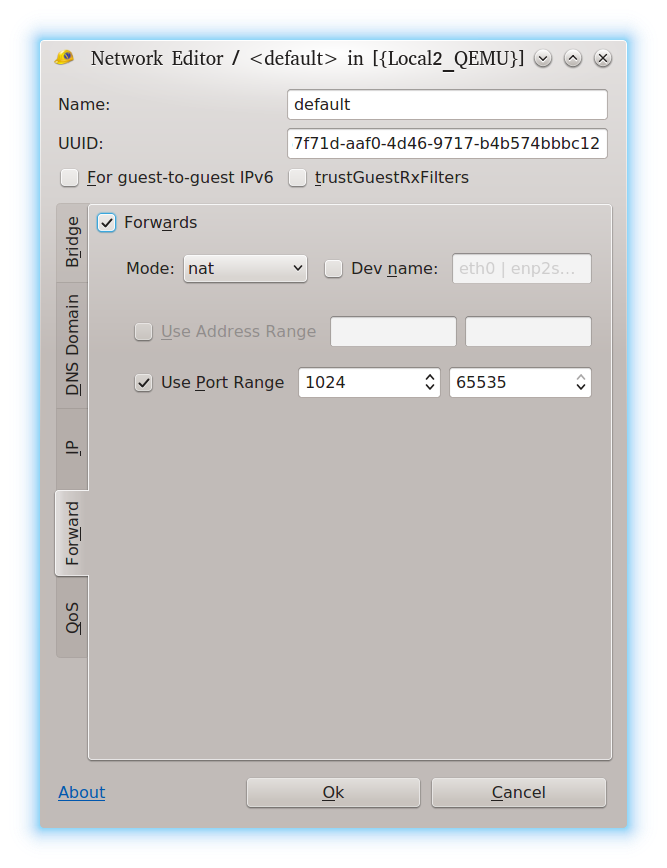 Network Editor / <default> in [{Local2_QEMU}]
Name: default
UUID: 7f71d-aaf0-4d46-9717-b4b574bbbc12
For guest-to-guest IPv6 trustGuestRxFilters
Bridge
DNS Domain
IP
Forward
QoS
Forwards
Mode: nat Dev name: eth0 | enp2s...
Use Address Range
Use Port Range 1024 65535
About Ok Cancel